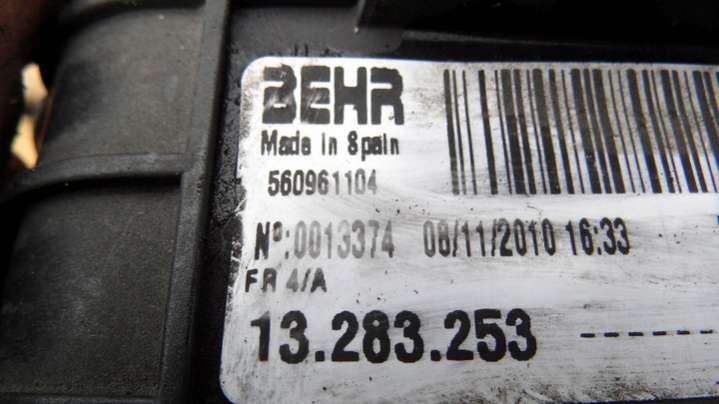 BEHR
Made in Spain
560961104
Nº:0013374 08/11/2010 16:33
FR 4/A
13.283.253 ------